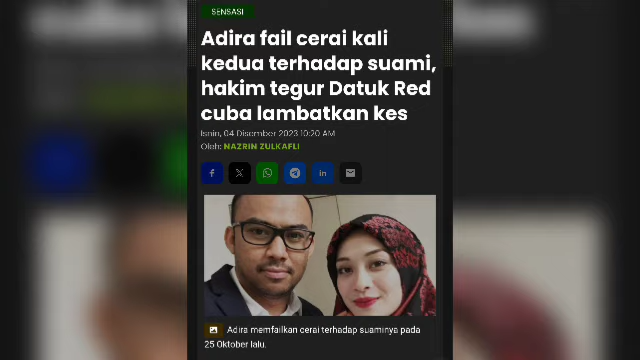 SENSASI
Adira fail cerai kali
kedua terhadap suami,
hakim tegur Datuk Red
cuba lambatkan kes
Isnin, 04 Disember 2023 10:20 AM
Oleh: NAZRIN ZULKAFLI
Adira memfailkan cerai terhadap suaminya pada
25 Oktober lalu.